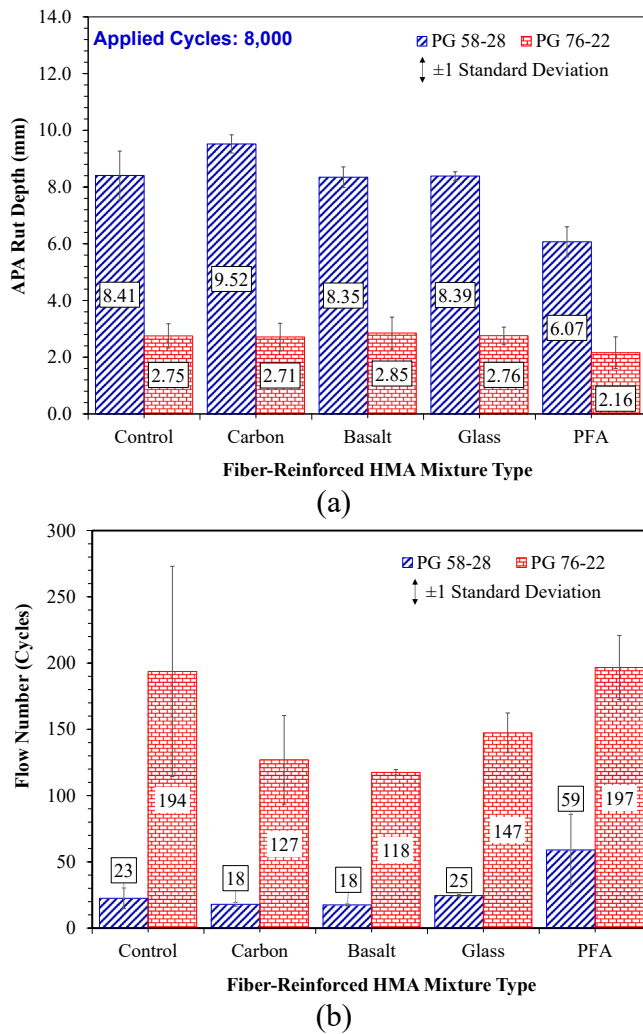 14.0
12.0
10.0
8.0
6.0
4.0
2.0
0.0
APA Rut Depth (mm)
Applied Cycles: 8,000
PG 58-28 PG 76-22
±1 Standard Deviation
8.41 9.52 8.35 8.39 6.07
2.75 2.71 2.85 2.76 2.16
Control Carbon Basalt Glass PFA
Fiber-Reinforced HMA Mixture Type
(a)
300
250
200
150
100
50
0
Flow Number (Cycles)
PG 58-28 PG 76-22
±1 Standard Deviation
23 18 18 25 59
194 127 118 147 197
Control Carbon Basalt Glass PFA
Fiber-Reinforced HMA Mixture Type
(b)